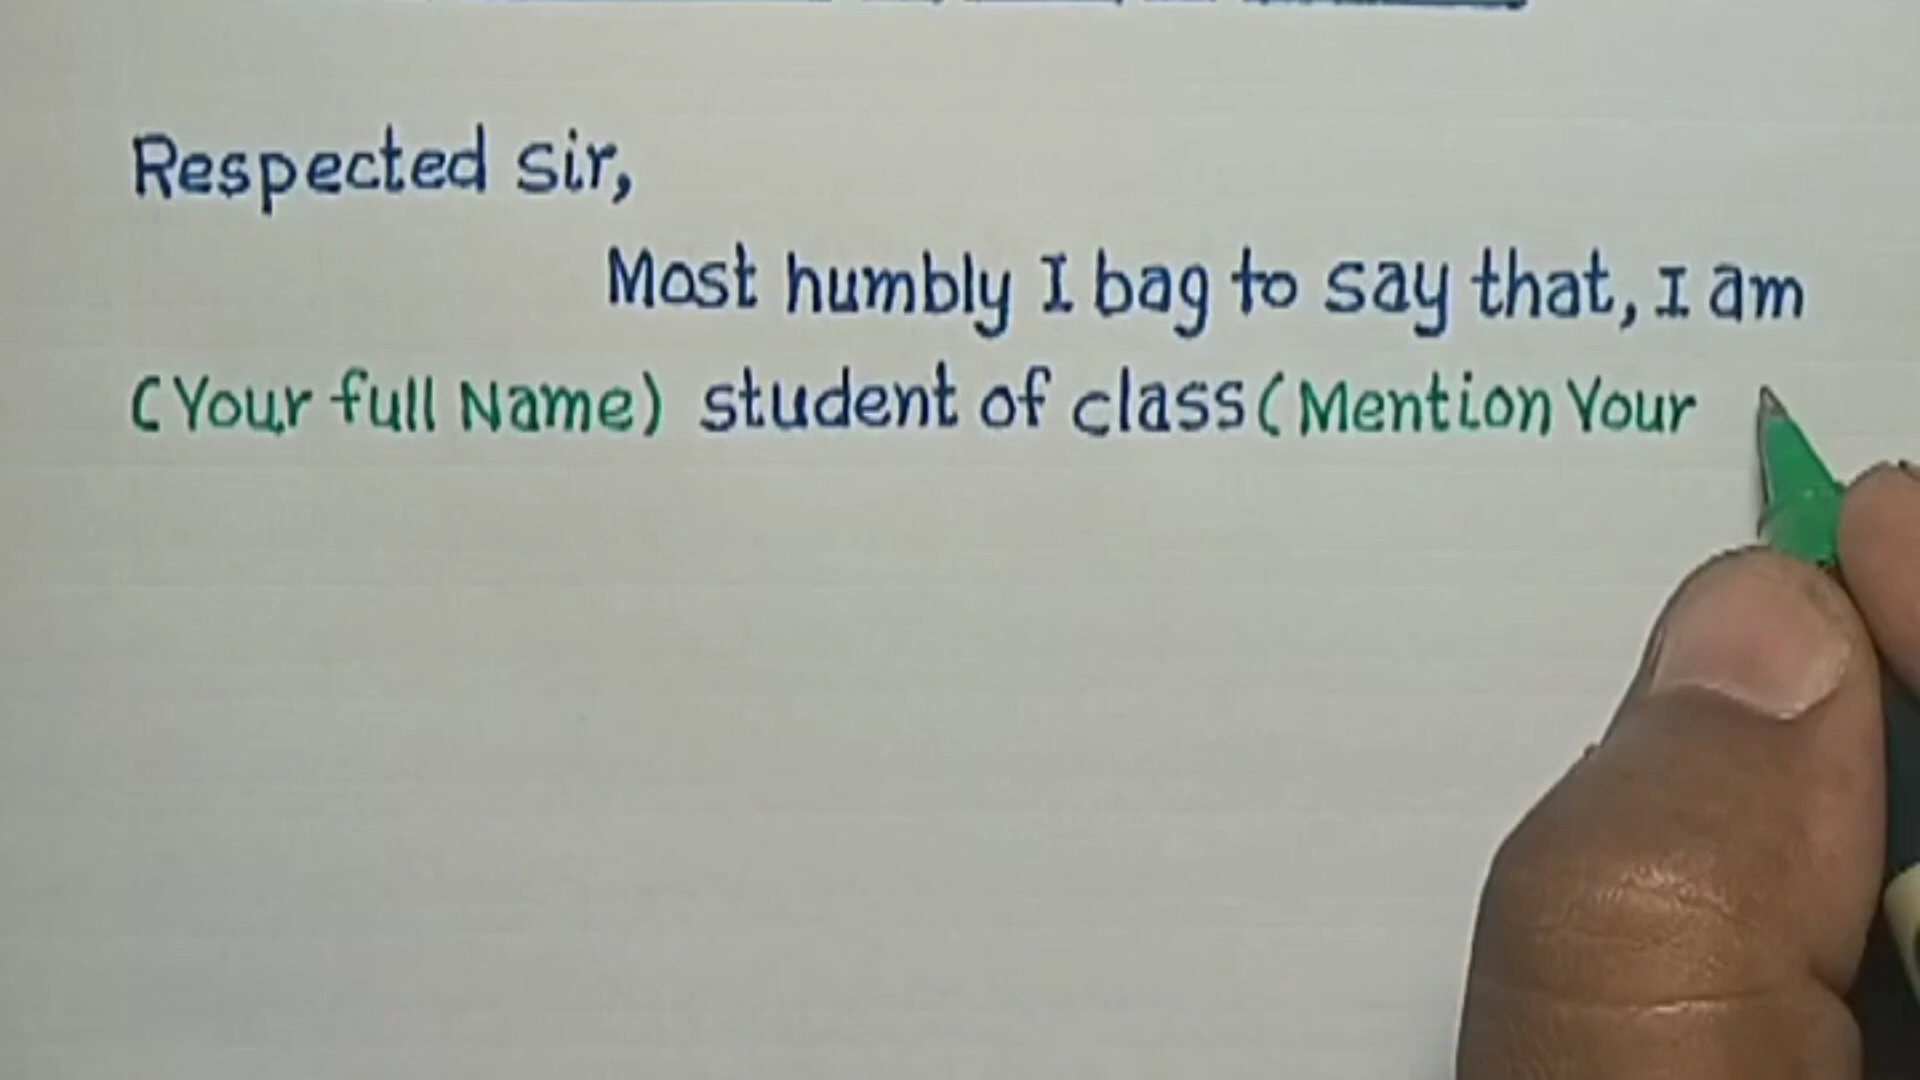 Respected sir,
Most humbly I bag to say that, I am
(Your full Name) student of class (Mention Your